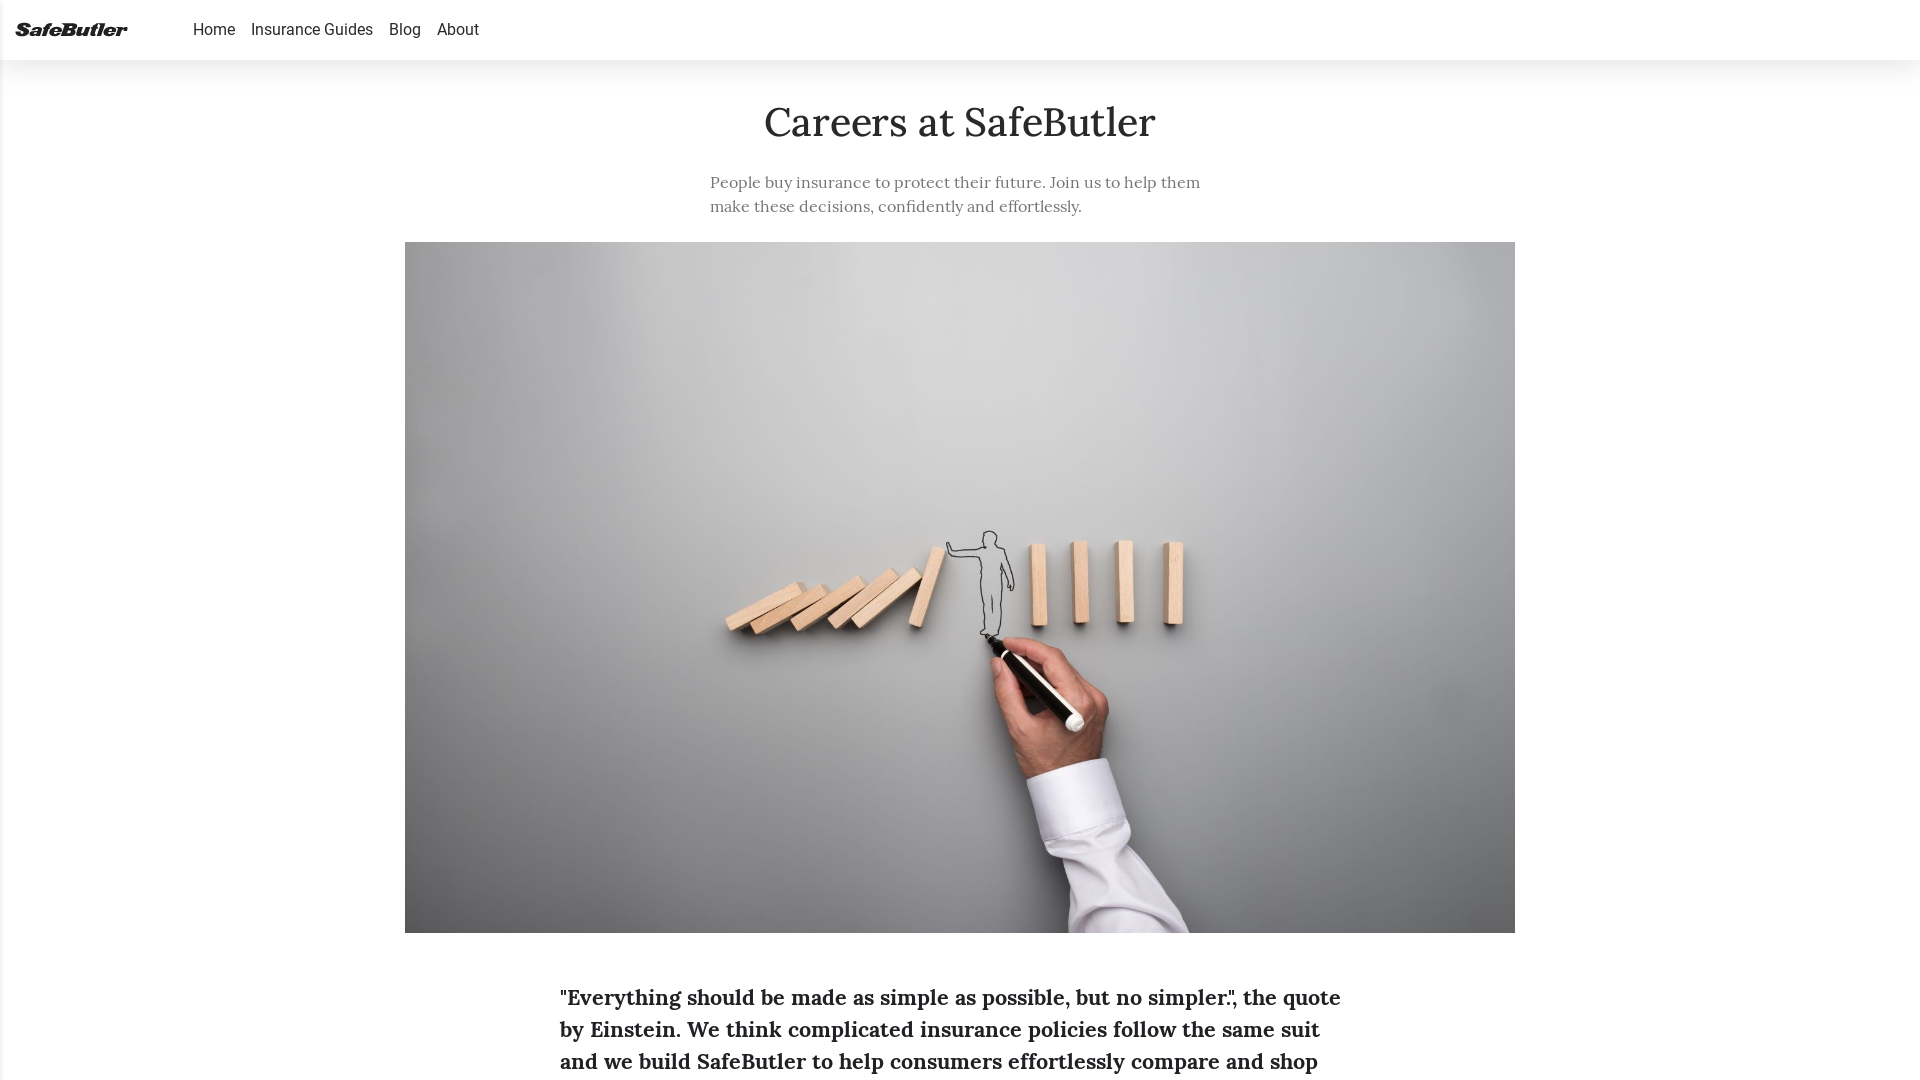 SafeButler
Home Insurance Guides Blog About
Careers at SafeButler
People buy insurance to protect their future. Join us to help them
make these decisions, confidently and effortlessly.
"Everything should be made as simple as possible, but no simpler.", the quote
by Einstein. We think complicated insurance policies follow the same suit
and we build SafeButler to help consumers effortlessly compare and shop